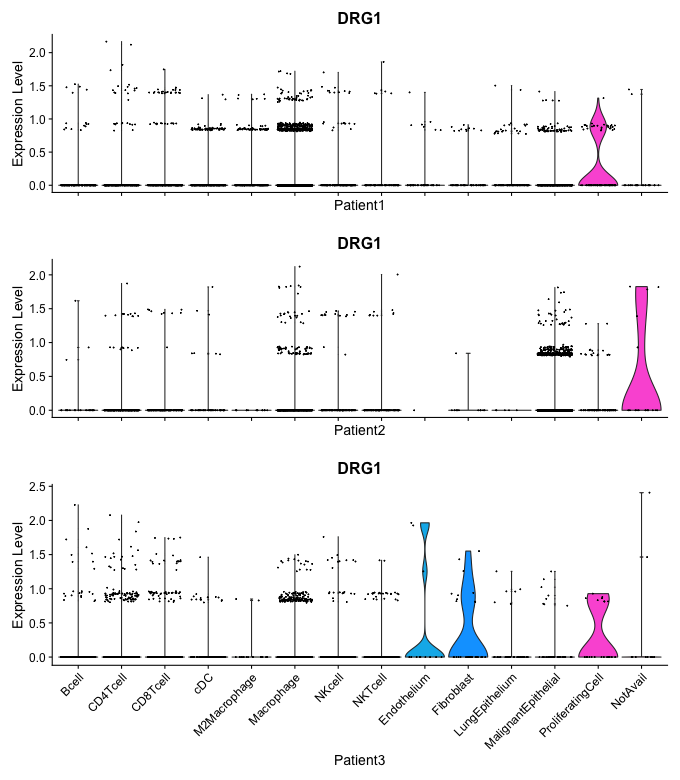 DRG1
Expression Level
2.0
1.5
1.0
0.5
0.0
Patient1
DRG1
Expression Level
2.0
1.5
1.0
0.5
0.0
Patient2
DRG1
Expression Level
2.5
2.0
1.5
1.0
0.5
0.0
Bcell
CD4Tcell
CD8Tcell
cDC
M2Macrophage
Macrophage
NKcell
NKTcell
Endothelium
Fibroblast
LungEpithelium
MalignantEpithelial
ProliferatingCell
NotAvail
Patient3